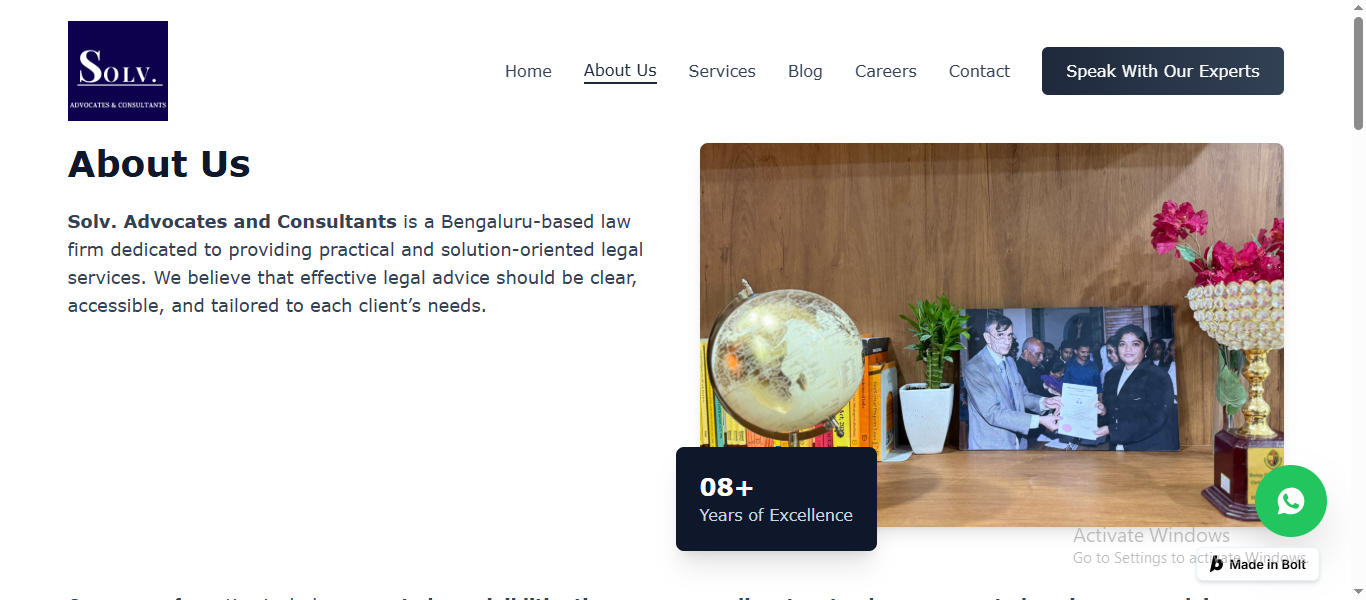 SOLV.
ADVOCATES & CONSULTANTS
Home
About Us
Services
Blog
Careers
Contact
Speak With Our Experts
About Us
Solv. Advocates and Consultants is a Bengaluru-based law
firm dedicated to providing practical and solution-oriented legal
services. We believe that effective legal advice should be clear,
accessible, and tailored to each client’s needs.
08+
Years of Excellence
Activate Windows
Go to Settings to activate Windows.
Made in Bolt